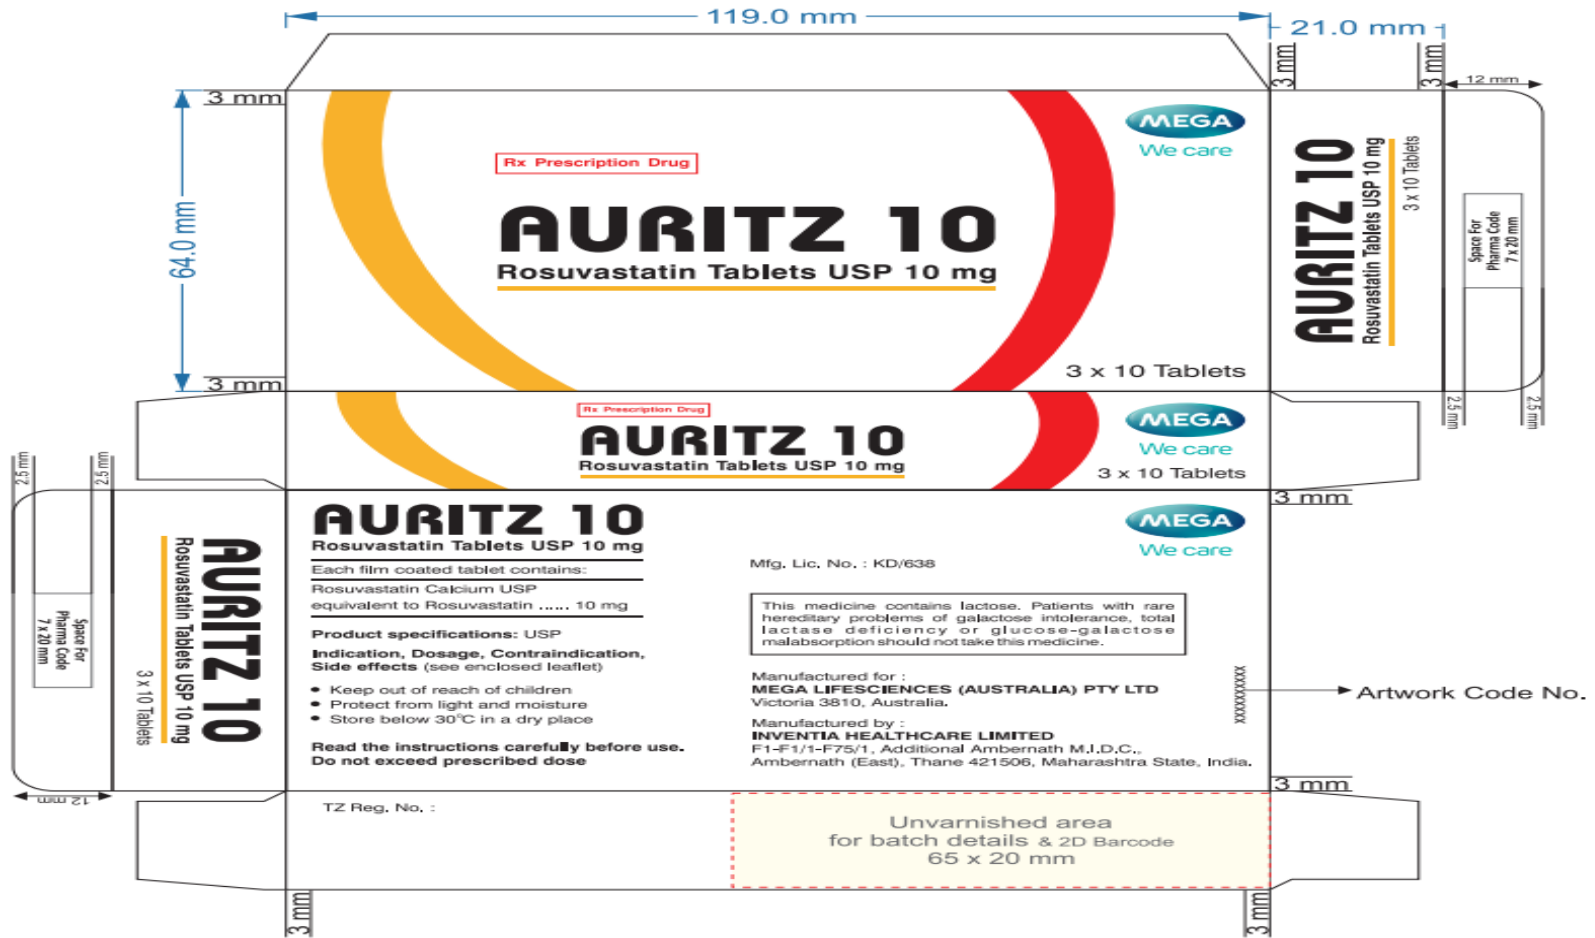 119.0 mm
21.0 mm
3 mm
3 mm
12 mm
3 mm
64.0 mm
3 mm
MEGA
We care
Rx Prescription Drug
AURITZ 10
Rosuvastatin Tablets USP 10 mg
3 x 10 Tablets
AURITZ 10
Rosuvastatin Tablets USP 10 mg
3 x 10 Tablets
Space For
Pharma Code
7 x 20 mm
2.5 mm
2.5 mm
Rx Prescription Drug
AURITZ 10
Rosuvastatin Tablets USP 10 mg
MEGA
We care
3 x 10 Tablets
2.5 mm
2.5 mm
Space For
Pharma Code
7 x 20 mm
12 mm
AURITZ 10
Rosuvastatin Tablets USP 10 mg
3 x 10 Tablets
AURITZ 10
Rosuvastatin Tablets USP 10 mg
Each film coated tablet contains:
Rosuvastatin Calcium USP
equivalent to Rosuvastatin ...... 10 mg
Product specifications: USP
Indication, Dosage, Contraindication,
Side effects (see enclosed leaflet)
• Keep out of reach of children
• Protect from light and moisture
• Store below 30°C in a dry place
Read the instructions carefully before use.
Do not exceed prescribed dose
MEGA
We care
Mfg. Lic. No. : KD/638
This medicine contains lactose. Patients with rare
hereditary problems of galactose intolerance, total
lactase deficiency or glucose-galactose
malabsorption should not take this medicine.
Manufactured for :
MEGA LIFESCIENCES (AUSTRALIA) PTY LTD
Victoria 3810, Australia.
Manufactured by :
INVENTIA HEALTHCARE LIMITED
F1-F1/1-F75/1, Additional Ambernath M.I.D.C.,
Ambernath (East), Thane 421506, Maharashtra State, India.
3 mm
XXXXXXXXXX
Artwork Code No.
3 mm
TZ Reg. No. :
Unvarnished area
for batch details & 2D Barcode
65 x 20 mm
3 mm
3 mm